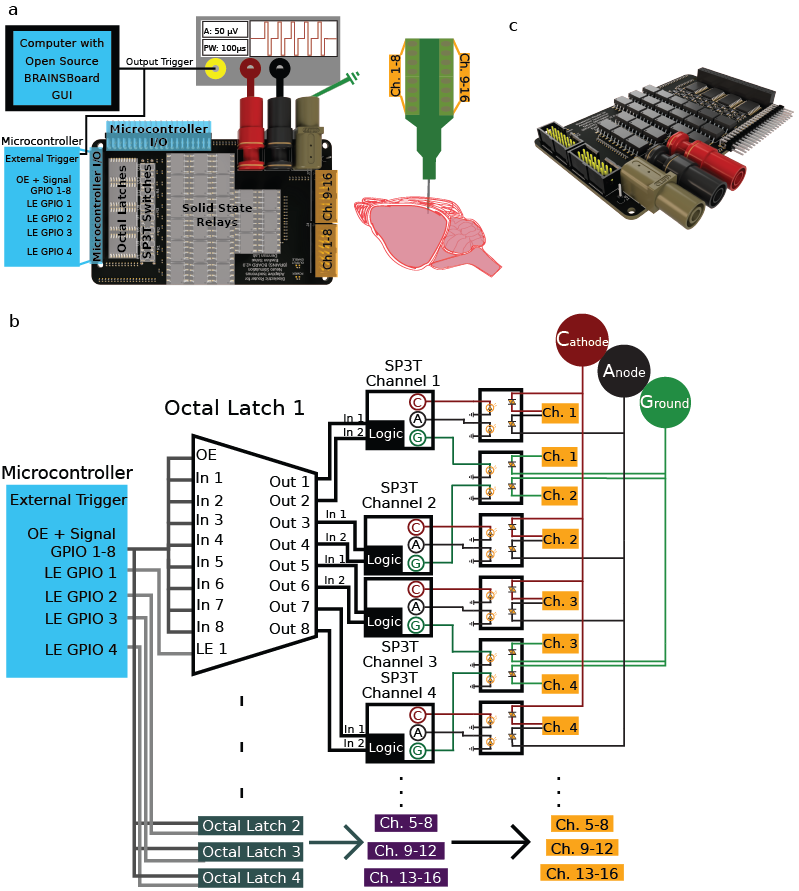 a
Computer with
Open Source
BRAINSBoard
GUI
Output Trigger
A: 50 µV
PW: 100µs
Ch. 1-8
Ch. 9-16
c
Microcontroller
External Trigger
OE + Signal
GPIO 1-8
LE GPIO 1
LE GPIO 2
LE GPIO 3
LE GPIO 4
Microcontroller
I/O
Microcontroller I/O
Octal Latches
SP3T Switches
Solid State
Relays
Ch. 9-16
Ch. 1-8
b
Cathode
Anode
Ground
Octal Latch 1
Microcontroller
External Trigger
OE + Signal
GPIO 1-8
LE GPIO 1
LE GPIO 2
LE GPIO 3
LE GPIO 4
OE
In 1
In 2
In 3
In 4
In 5
In 6
In 7
In 8
LE 1
Out 1
Out 2
Out 3
Out 4
Out 5
Out 6
Out 7
Out 8
SP3T
Channel 1
In 1
In 2
Logic
C
A
G
SP3T
Channel 2
In 1
In 2
Logic
C
A
G
In 1
In 2
Logic
C
A
G
SP3T
Channel 3
SP3T
Channel 4
In 1
In 2
Logic
C
A
G
Ch. 1
Ch. 1
Ch. 2
Ch. 2
Ch. 3
Ch. 3
Ch. 4
Ch. 4
Octal Latch 2
Octal Latch 3
Octal Latch 4
Ch. 5-8
Ch. 9-12
Ch. 13-16
Ch. 5-8
Ch. 9-12
Ch. 13-16